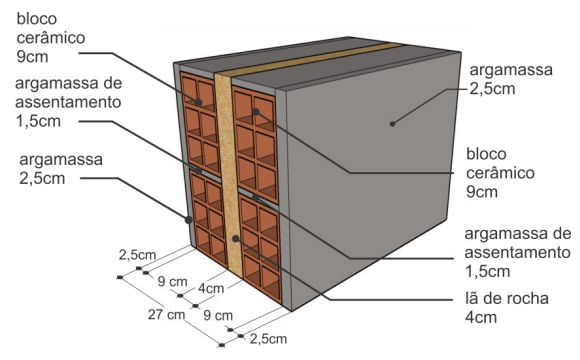 bloco
cerâmico
9cm
argamassa de
assentamento
1,5cm
argamassa
2,5cm
argamassa
2,5cm
bloco
cerâmico
9cm
argamassa de
assentamento
1,5cm
lã de rocha
4cm
2,5cm
9 cm
4cm
27 cm
9 cm
2,5cm